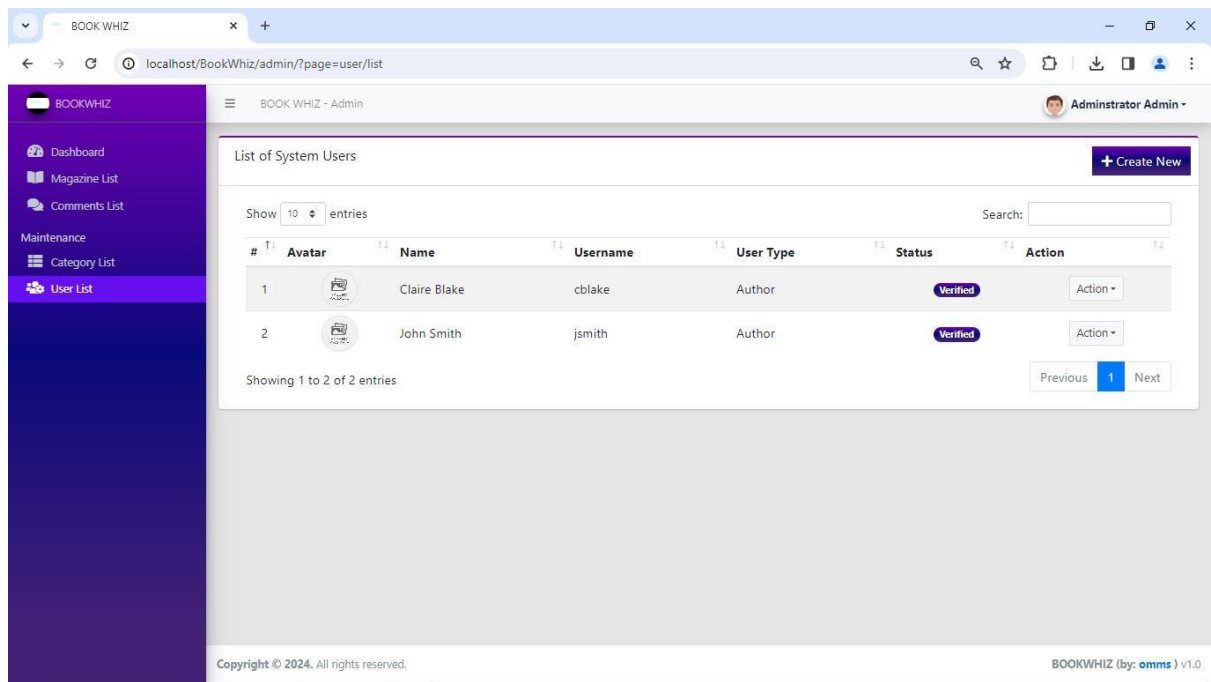 BOOK WHIZ
localhost/BookWhiz/admin/?page=user/list
BOOKWHIZ
BOOK WHIZ - Admin
Adminstrator Admin
Dashboard
Magazine List
Comments List
Maintenance
Category List
User List
List of System Users
Create New
Show 10 entries
Search:
# Avatar Name Username User Type Status Action
1 Claire Blake cblake Author Verified Action
2 John Smith jsmith Author Verified Action
Showing 1 to 2 of 2 entries
Previous 1 Next
Copyright © 2024. All rights reserved.
BOOKWHIZ (by: omms ) v1.0